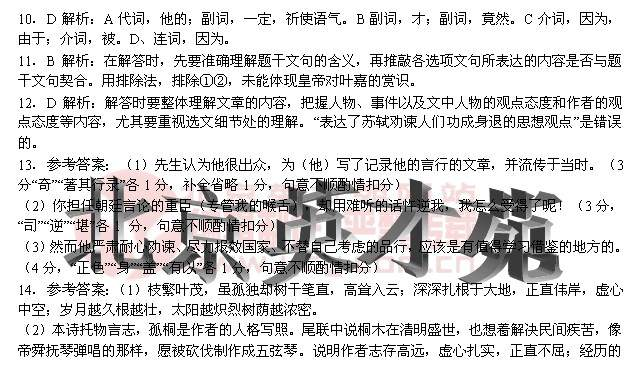 10. D 解析：A 代词，他的；副词，一定，祈使语气。B 副词，才；副词，竟然。C 介词，因为，
由于；介词，被。D、连词，因为。
11. B 解析：在解答时，先要准确理解题干文句的含义，再推敲各选项文句所表达的内容是否与题
干文句契合。用排除法，排除①②，未能体现皇帝对叶嘉的赏识。
12. D 解析：解答时要整体理解文章的内容，把握人物、事件以及文中人物的观点态度和作者的观
点态度等内容，尤其要重视选文细节处的理解。“表达了苏轼劝谏人们功成身退的思想观点”是错误
的。
13. 参考答案：（1）先生认为他很出众，为（他）写了记录他的言行的文章，并流传于当时。（3
分“奇”“著其行录”各 1 分，补全省略 1 分，句意不顺酌情扣分）
（2）你担任朝廷言论的重臣（专管我的喉舌），却用难听的话忤逆我，我怎么受得了呢！（3 分，
“司”“逆”“堪”各 1 分，句意不顺酌情扣分）
（3）然而他严肃耐心劝谏、尽力报效国家、不替自己考虑的品行，应该是有值得学习借鉴的地方的。
（4 分，“正色”“身”“盖”“有以”各 1 分，句意不顺酌情扣分）
北京英才苑
14. 参考答案：（1）枝繁叶茂，虽孤独却树干笔直，高耸入云；深深扎根于大地，正直伟岸，虚心
中空；岁月越久根越壮，太阳越炽烈树荫越浓密。
（2）本诗托物言志，孤桐是作者的人格写照。尾联中说桐木在清明盛世，也想着解决民间疾苦，像
帝舜抚琴弹唱的那样，愿被砍伐制作成五弦琴。说明作者志存高远，虚心扎实，正直不屈；经历的